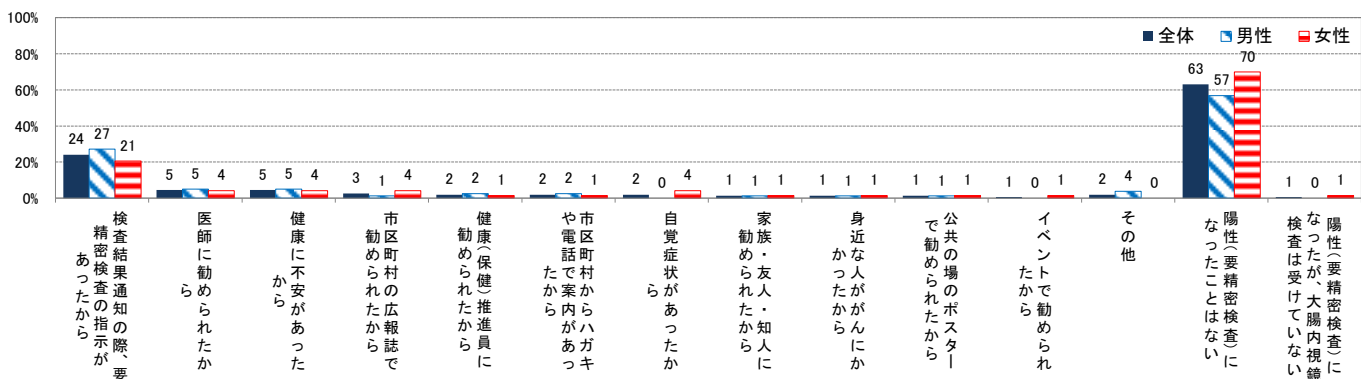 100%
80%
60%
40%
20%
0%
全体 男性 女性
24 27 21
5 5 4
5 5 4
3 1 4
2 2 1
2 2 1
2 0 4
1 1 1
1 1 1
1 1 1
1 0 1
2 4 0
63 57 70
1 0 1
検査結果通知の際、要
精密検査の指示が
あったから
医師に勧められたか
ら
健康に不安があった
から
市区町村の広報誌で
勧められたから
健康（保健）推進員に
勧められたから
市区町村からハガキ
や電話で案内があっ
たから
自覚症状があったか
ら
家族・友人・知人に
勧められたから
身近な人ががんにか
かったから
公共の場のポスター
で勧められたから
イベントで勧められ
たから
その他
陽性（要精密検査）に
なったことはない
陽性（要精密検査）に
なったが、大腸内視鏡
検査は受けていない